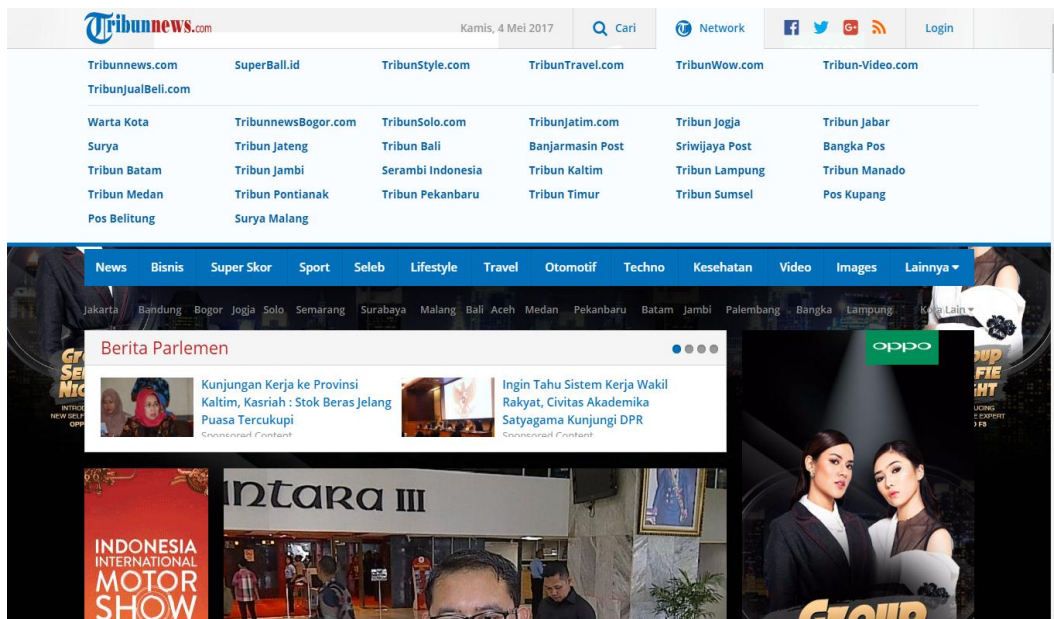 Tribunnews.com
Kamis, 4 Mei 2017
Cari
Network
G+
Login
Tribunnews.com SuperBall.id TribunStyle.com TribunTravel.com TribunWow.com Tribun-Video.com
TribunJualBeli.com
Warta Kota TribunnewsBogor.com TribunSolo.com TribunJatim.com Tribun Jogja Tribun Jabar
Surya Tribun Jateng Tribun Bali Banjarmasin Post Sriwijaya Post Bangka Pos
Tribun Batam Tribun Jambi Serambi Indonesia Tribun Kaltim Tribun Lampung Tribun Manado
Tribun Medan Tribun Pontianak Tribun Pekanbaru Tribun Timur Tribun Sumsel Pos Kupang
Pos Belitung Surya Malang
News Bisnis Super Skor Sport Seleb Lifestyle Travel Otomotif Techno Kesehatan Video Images Lainnya
Jakarta Bandung Bogor Jogja Solo Semarang Surabaya Malang Bali Aceh Medan Pekanbaru Batam Jambi Palembang Bangka Lampung Kota Lain
Berita Parlemen
Kunjungan Kerja ke Provinsi
Kaltim, Kasriah : Stok Beras Jelang
Puasa Tercukupi
Sponsored Content
Ingin Tahu Sistem Kerja Wakil
Rakyat, Civitas Akademika
Satyagama Kunjungi DPR
Sponsored Content
oppo
INDONESIA
INTERNATIONAL
MOTOR
SHOW
ntara III
GROUP